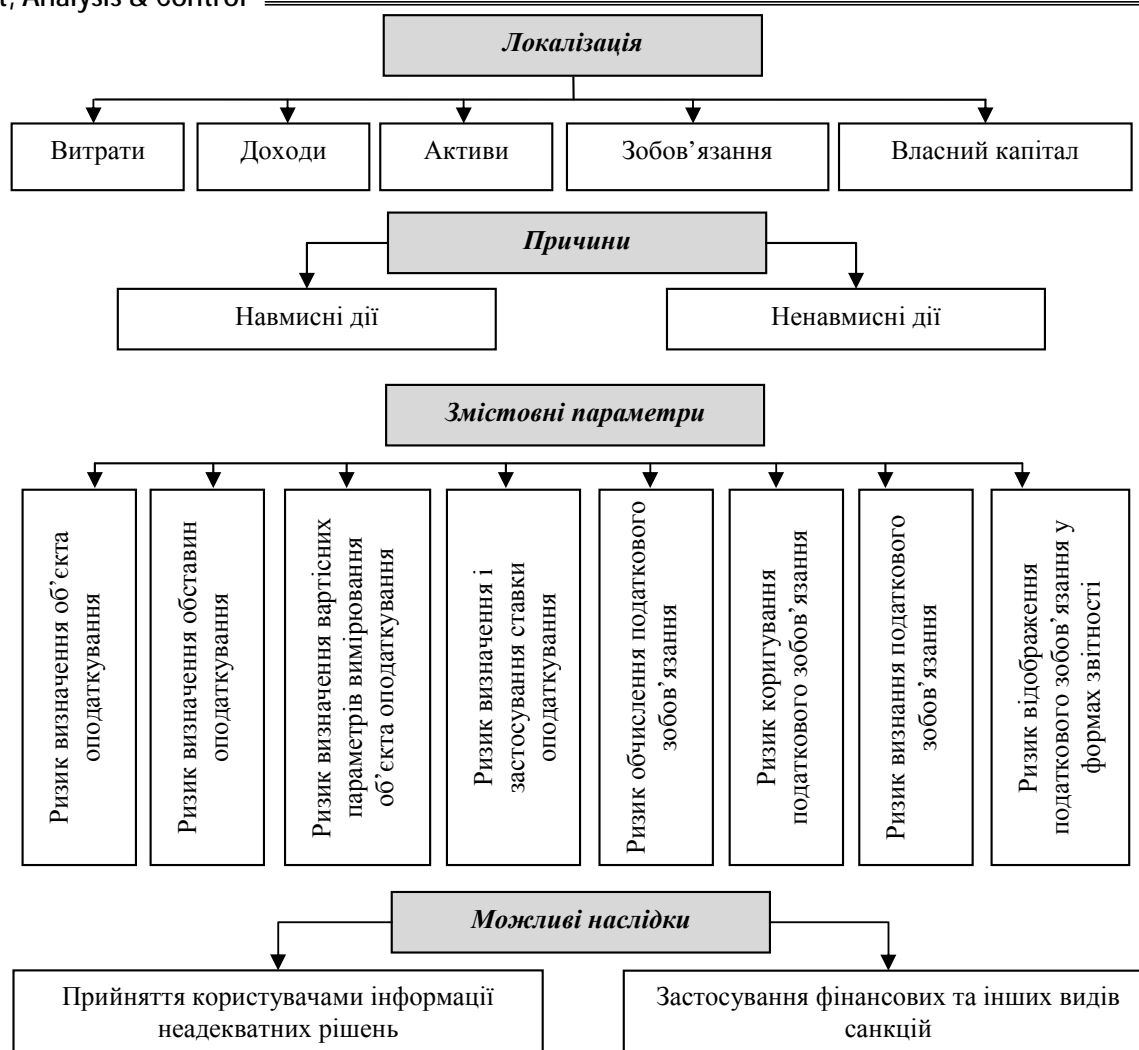 t, Analysis & control
Локалізація
Витрати
Доходи
Активи
Зобов’язання
Власний капітал
Причини
Навмисні дії
Ненавмисні дії
Змістовні параметри
Ризик визначення об’єкта
оподаткування
Ризик визначення обставин
оподаткування
Ризик визначення вартісних
параметрів вимірювання
об’єкта оподаткування
Ризик визначення і
застосування ставки
оподаткування
Ризик обчислення податкового
зобов’язання
Ризик коригування
податкового зобов’язання
Ризик визнання податкового
зобов’язання
Ризик відображення
податкового зобов’язання у
формах звітності
Можливі наслідки
Прийняття користувачами інформації
неадекватних рішень
Застосування фінансових та інших видів
санкцій